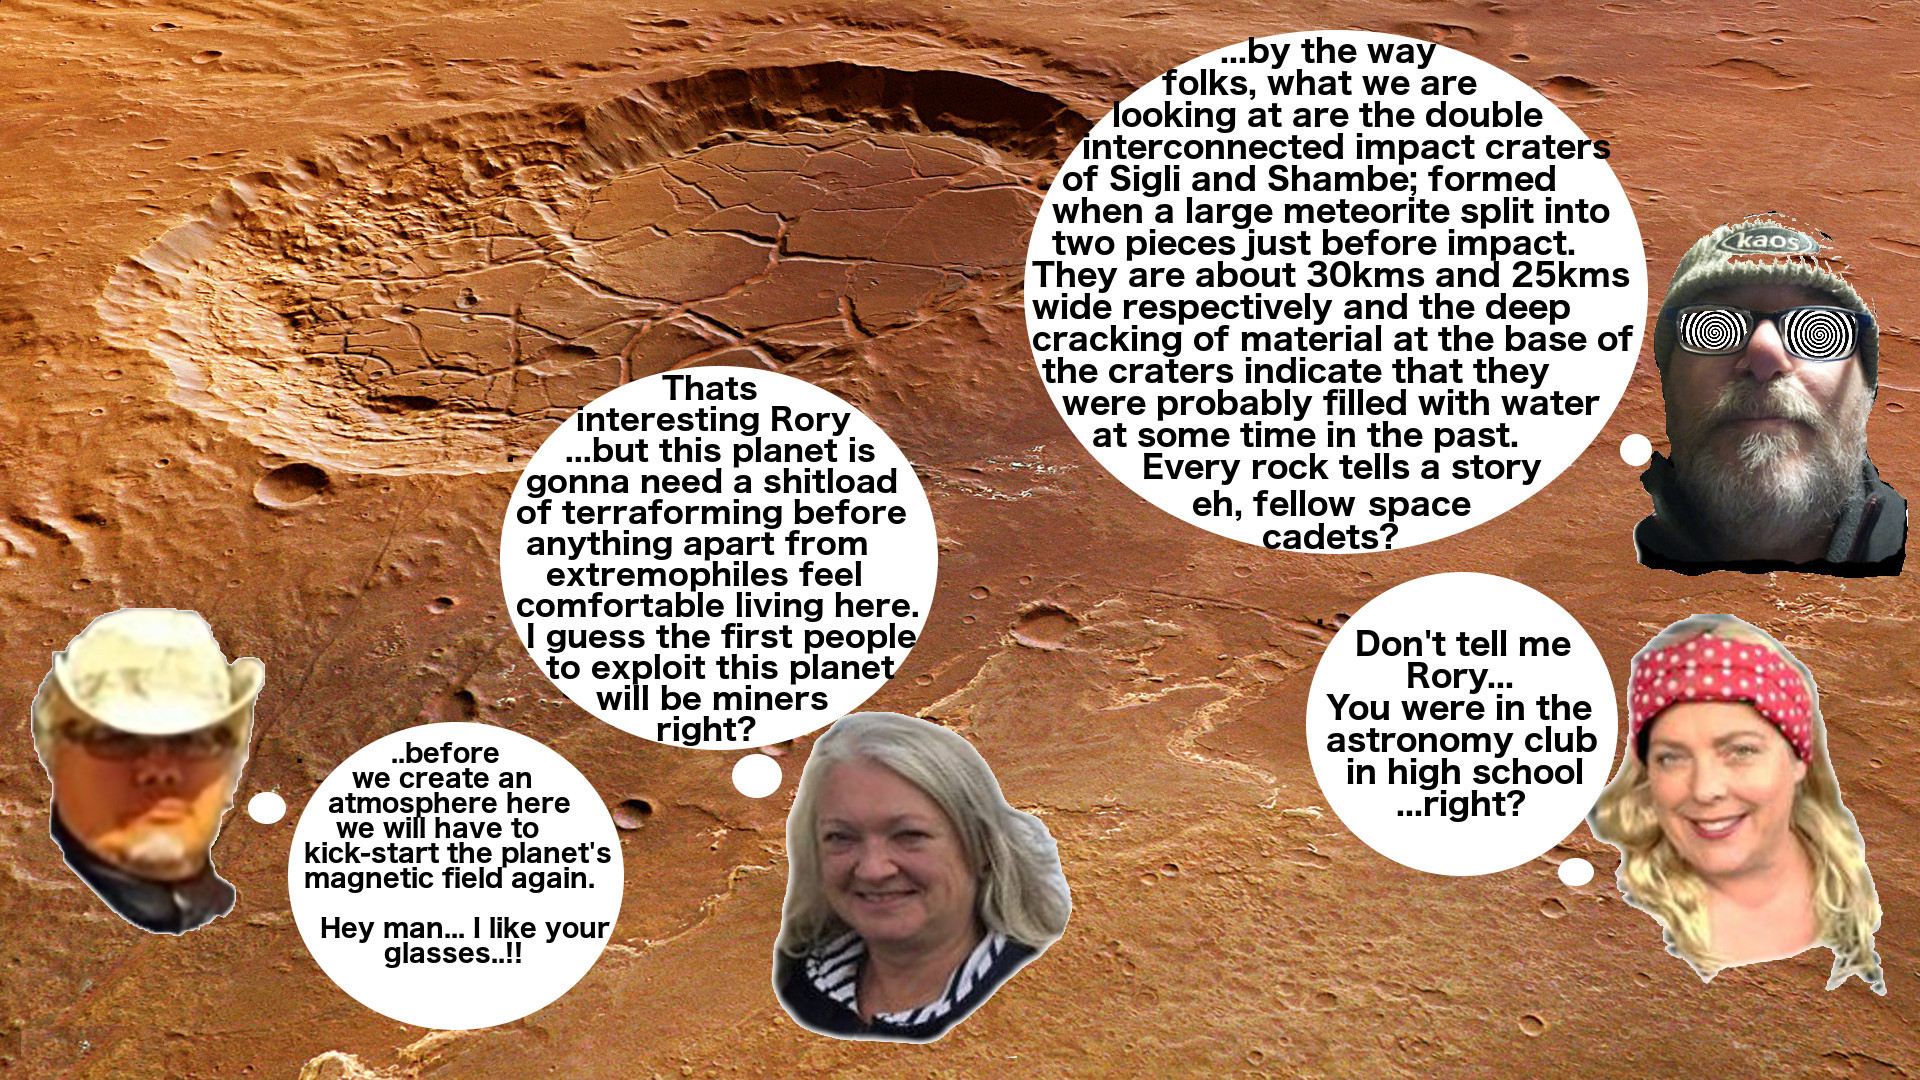 ...by the way
folks, what we are
looking at are the double
interconnected impact craters
of Sigli and Shambe; formed
when a large meteorite split into
two pieces just before impact.
They are about 30kms and 25kms
wide respectively and the deep
cracking of material at the base of
the craters indicate that they
were probably filled with water
at some time in the past.
Every rock tells a story
eh, fellow space
cadets?
kaos
Thats
interesting Rory
...but this planet is
gonna need a shitload
of terraforming before
anything apart from
extremophiles feel
comfortable living here.
I guess the first people
to exploit this planet
will be miners
right?
Don't tell me
Rory...
You were in the
astronomy club
in high school
...right?
..before
we create an
atmosphere here
we will have to
kick-start the planet's
magnetic field again.
Hey man... I like your
glasses..!!